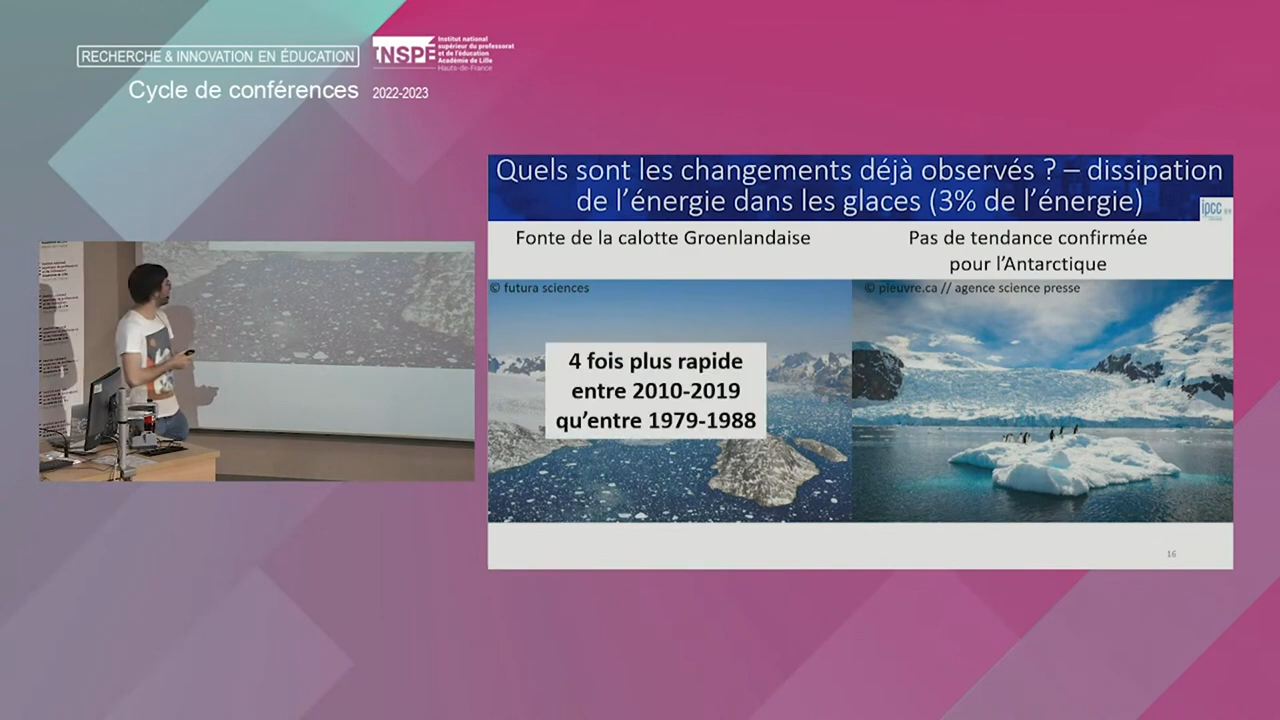 RECHERCHE & INNOVATION EN ÉDUCATION
INSPÉ
Institut national
supérieur du professorat
et de l'éducation
Académie de Lille
Hauts-de-France
Cycle de conférences 2022-2023
Quels sont les changements déjà observés ? – dissipation
de l'énergie dans les glaces (3% de l'énergie)
ipcc
Fonte de la calotte Groenlandaise
Pas de tendance confirmée
pour l'Antarctique
© futura sciences
© pieuvre.ca // agence science presse
4 fois plus rapide
entre 2010-2019
qu'entre 1979-1988
16